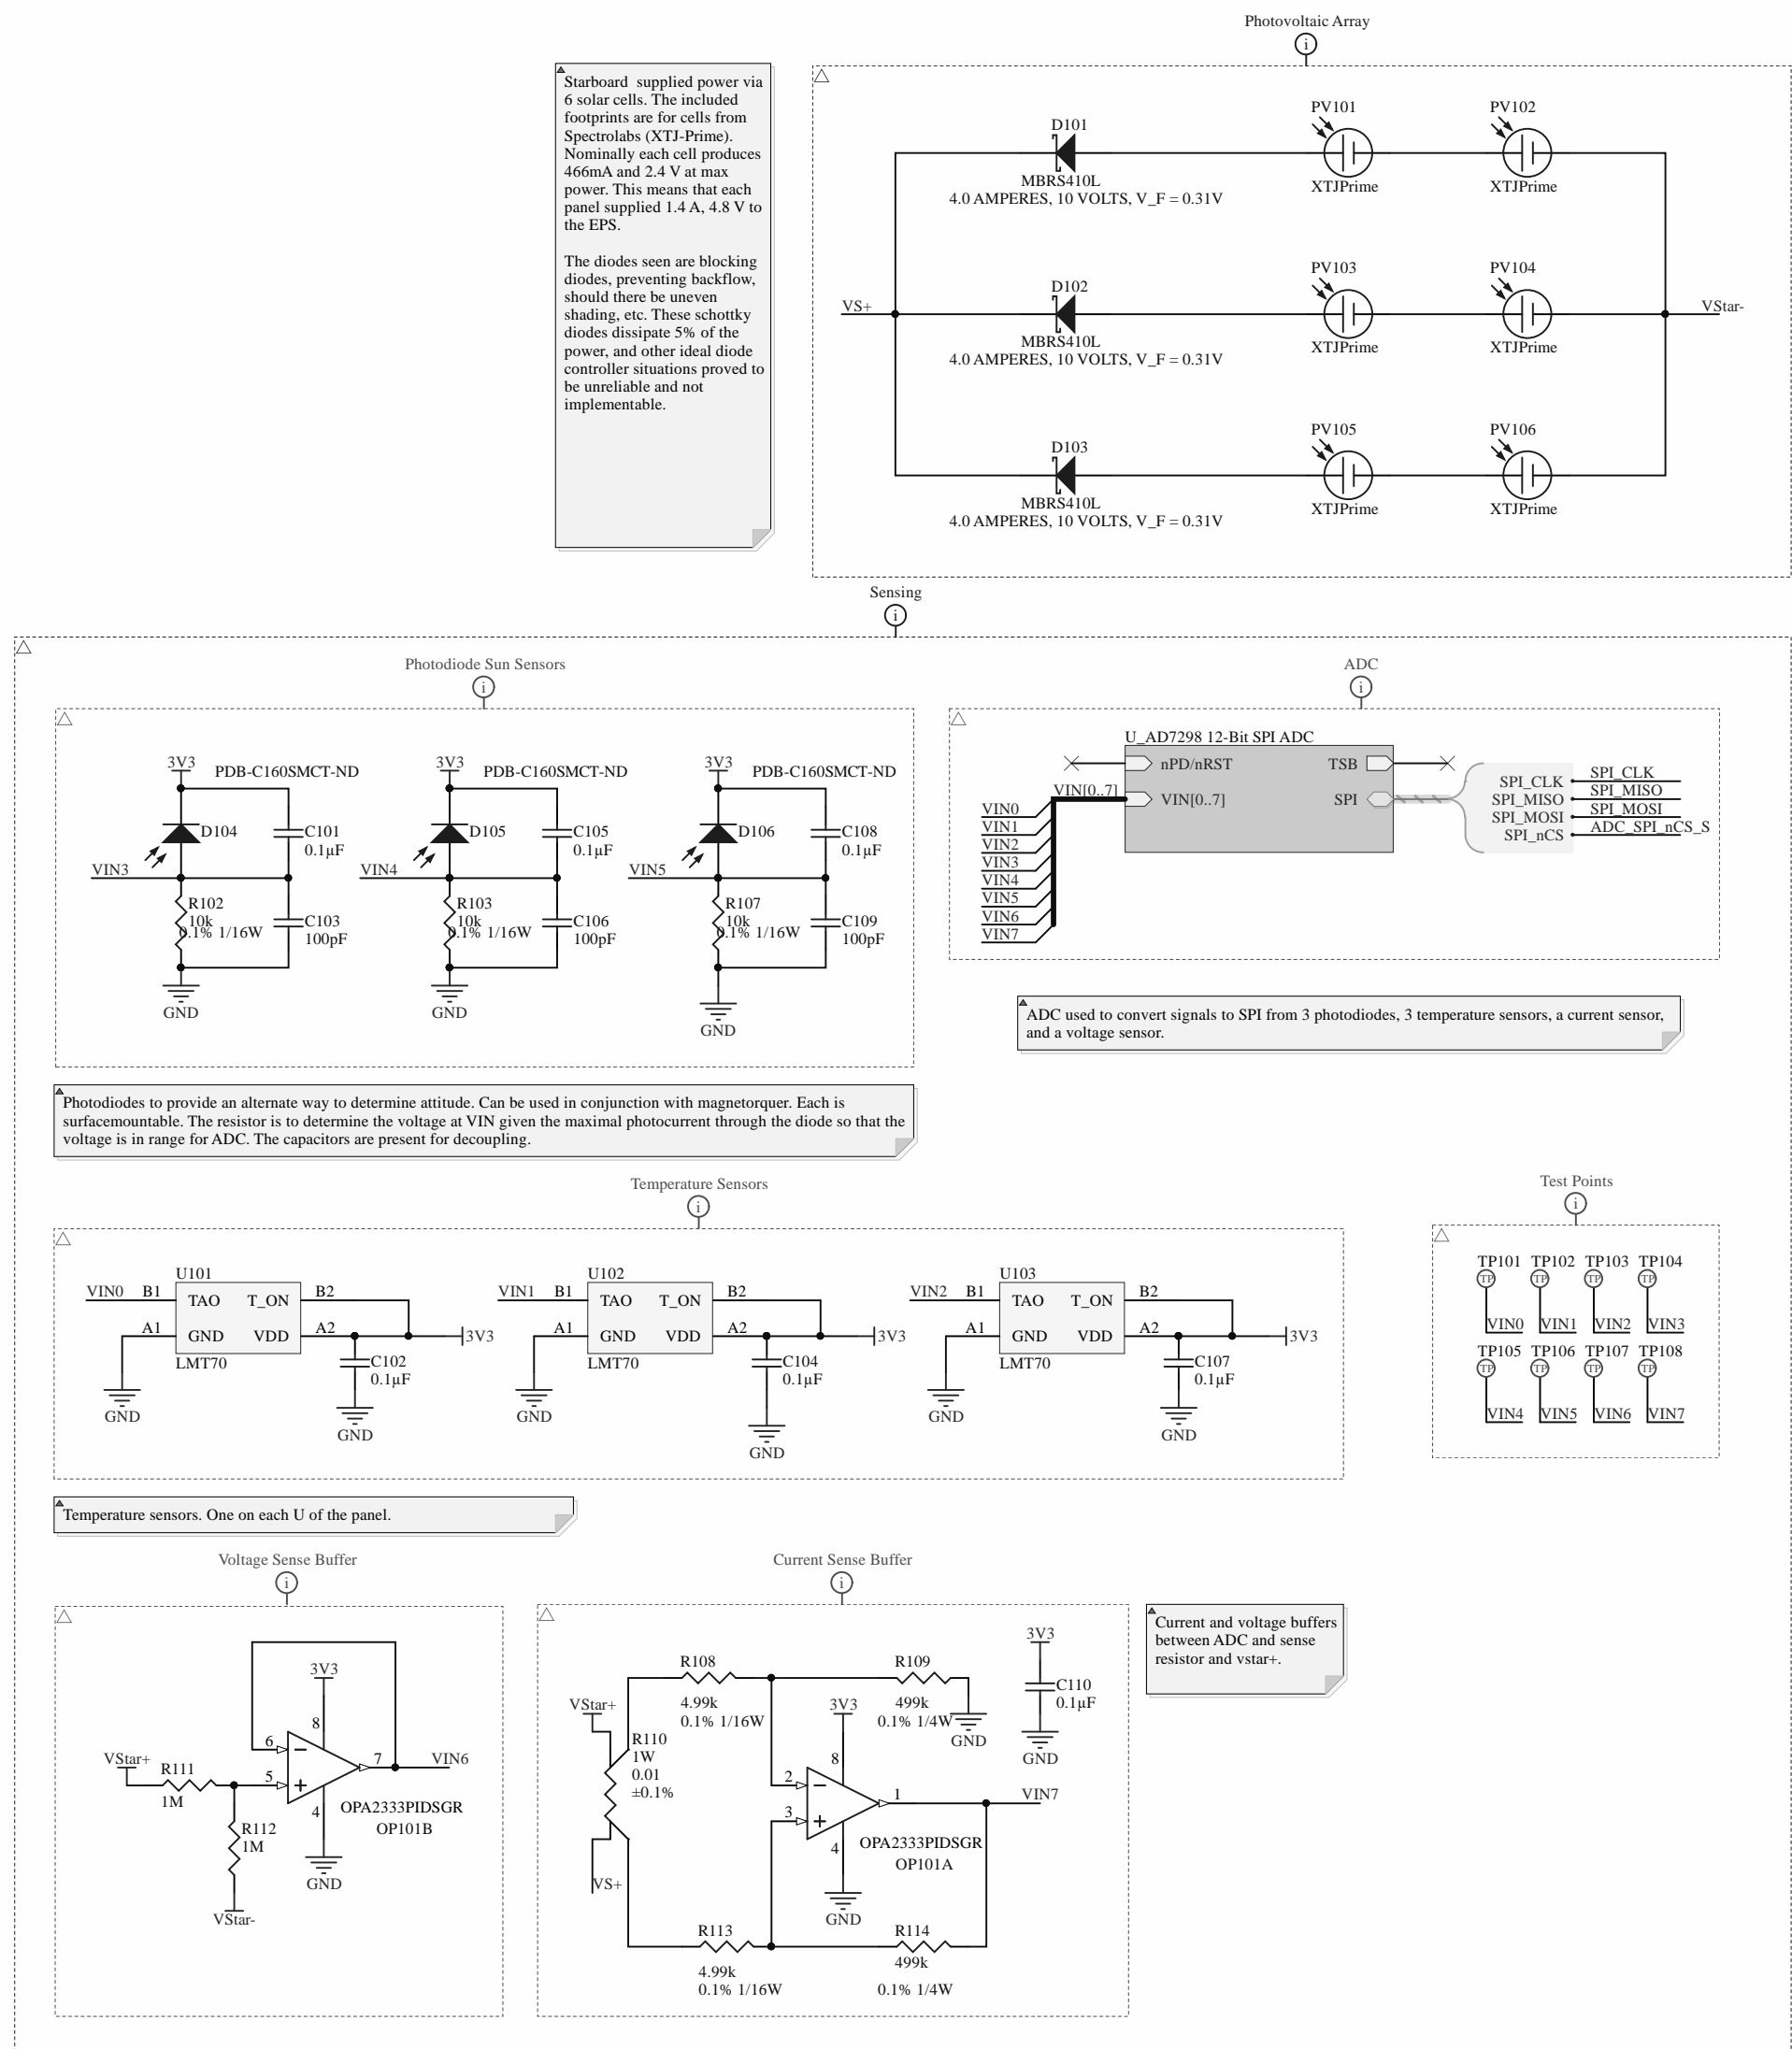 Photovoltaic Array
i
Starboard  supplied power via
6 solar cells. The included
footprints are for cells from
Spectrolabs (XTJ-Prime).
Nominally each cell produces
466mA and 2.4 V at max
power. This means that each
panel supplied 1.4 A, 4.8 V to
the EPS.
The diodes seen are blocking
diodes, preventing backflow,
should there be uneven
shading, etc. These schottky
diodes dissipate 5% of the
power, and other ideal diode
controller situations proved to
be unreliable and not
implementable.
D101
MBRS410L
4.0 AMPERES, 10 VOLTS, V_F = 0.31V
PV101
XTJPrime
PV102
XTJPrime
VS+
D102
MBRS410L
4.0 AMPERES, 10 VOLTS, V_F = 0.31V
PV103
XTJPrime
PV104
XTJPrime
VStar-
D103
MBRS410L
4.0 AMPERES, 10 VOLTS, V_F = 0.31V
PV105
XTJPrime
PV106
XTJPrime
Sensing
i
Photodiode Sun Sensors
i
3V3
PDB-C160SMCT-ND
D104
C101
0.1µF
VIN3
R102
10k
0.1% 1/16W
C103
100pF
GND
3V3
PDB-C160SMCT-ND
D105
C105
0.1µF
VIN4
R103
10k
0.1% 1/16W
C106
100pF
GND
3V3
PDB-C160SMCT-ND
D106
C108
0.1µF
VIN5
R107
10k
0.1% 1/16W
C109
100pF
GND
ADC
i
U_AD7298 12-Bit SPI ADC
nPD/nRST
TSB
VIN[0..7]
VIN[0..7]
SPI
VIN0
VIN1
VIN2
VIN3
VIN4
VIN5
VIN6
VIN7
SPI_CLK
SPI_MISO
SPI_MOSI
SPI_nCS
SPI_CLK
SPI_MISO
SPI_MOSI
ADC_SPI_nCS_S
ADC used to convert signals to SPI from 3 photodiodes, 3 temperature sensors, a current sensor,
and a voltage sensor.
Photodiodes to provide an alternate way to determine attitude. Can be used in conjunction with magnetorquer. Each is
surfacemountable. The resistor is to determine the voltage at VIN given the maximal photocurrent through the diode so that the
voltage is in range for ADC. The capacitors are present for decoupling.
Temperature Sensors
i
U101
VIN0
B1
TAO
T_ON
B2
A1
GND
VDD
A2
3V3
LMT70
C102
0.1µF
GND
GND
U102
VIN1
B1
TAO
T_ON
B2
A1
GND
VDD
A2
3V3
LMT70
C104
0.1µF
GND
GND
U103
VIN2
B1
TAO
T_ON
B2
A1
GND
VDD
A2
3V3
LMT70
C107
0.1µF
GND
GND
Test Points
i
TP101 TP102 TP103 TP104
TP TP TP TP
VIN0 VIN1 VIN2 VIN3
TP105 TP106 TP107 TP108
TP TP TP TP
VIN4 VIN5 VIN6 VIN7
Temperature sensors. One on each U of the panel.
Voltage Sense Buffer
i
3V3
8
6
7
VIN6
VStar+
R111
1M
5
4
OPA2333PIDSGR
OP101B
R112
1M
GND
VStar-
Current Sense Buffer
i
R108
4.99k
0.1% 1/16W
R109
499k
0.1% 1/4W
GND
3V3
C110
0.1µF
GND
VStar+
R110
1W
0.01
±0.1%
VS+
3V3
8
2
3
1
VIN7
4
OPA2333PIDSGR
OP101A
GND
R113
4.99k
0.1% 1/16W
R114
499k
0.1% 1/4W
Current and voltage buffers
between ADC and sense
resistor and vstar+.